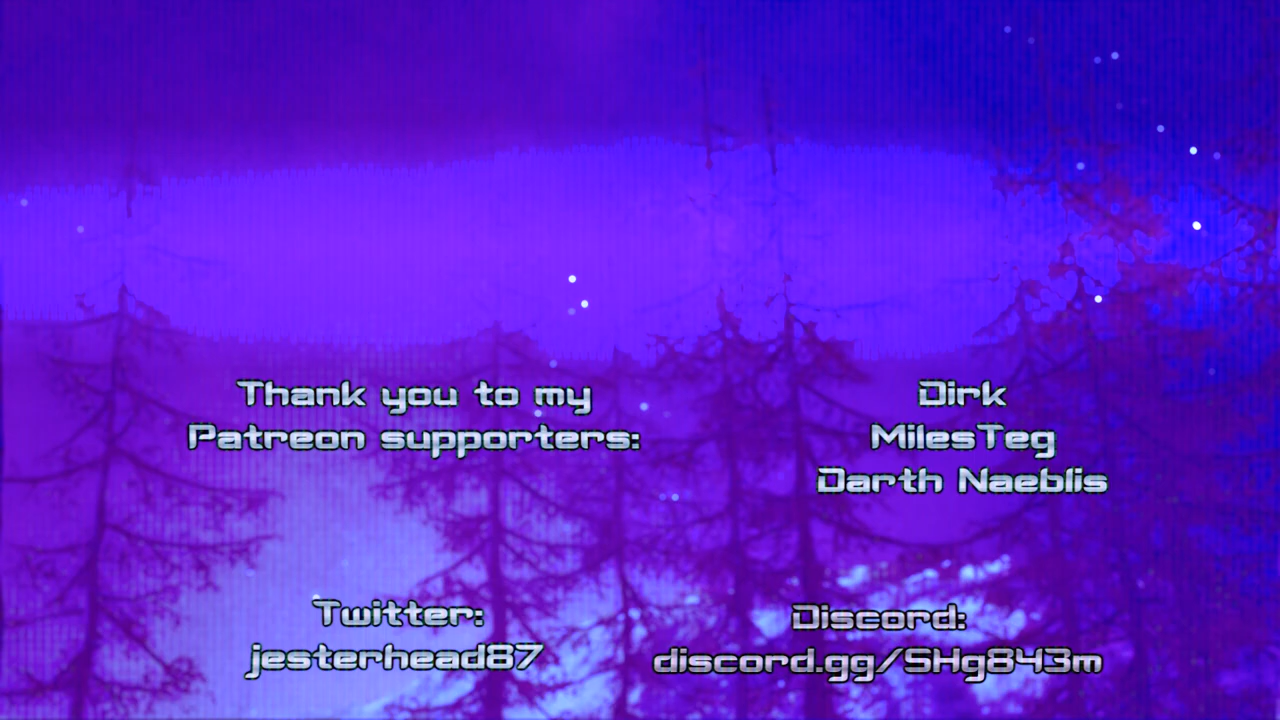 Thank you to my
Patreon supporters:
Dirk
MilesTeg
Darth Naeblis
Twitter:
jesterhead87
Discord:
discord.gg/SHg843m